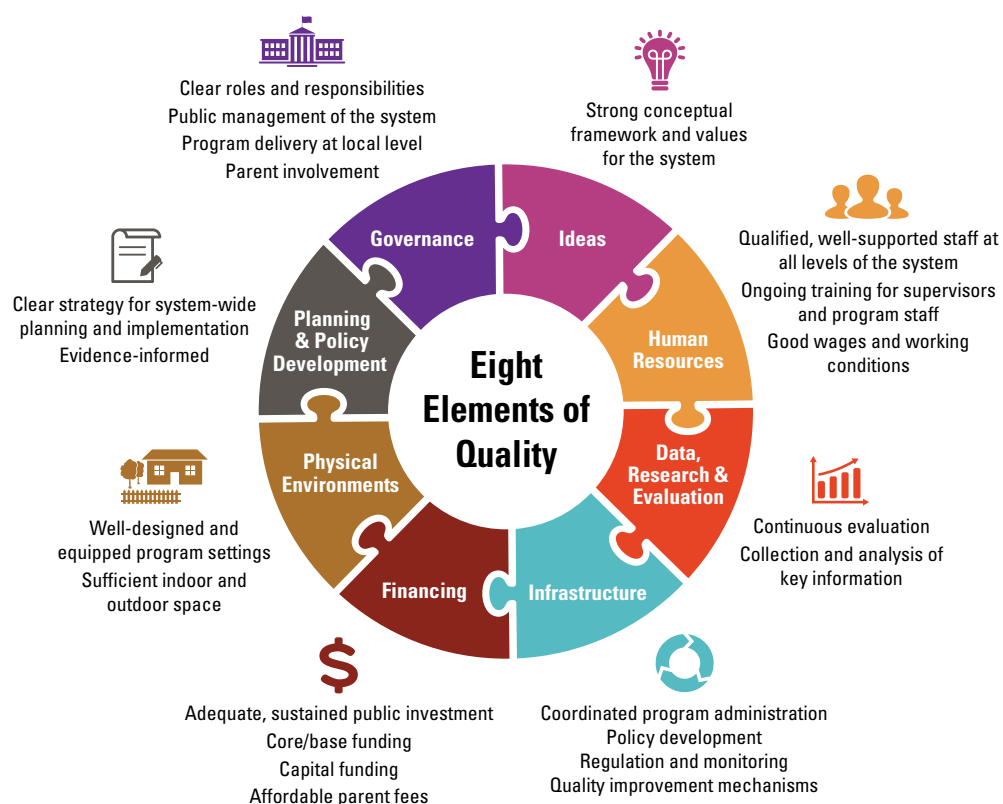 Clear roles and responsibilities
Public management of the system
Program delivery at local level
Parent involvement
Strong conceptual
framework and values
for the system
Governance
Ideas
Qualified, well-supported staff at
all levels of the system
Ongoing training for supervisors
and program staff
Good wages and working
conditions
Clear strategy for system-wide
planning and implementation
Evidence-informed
Planning
& Policy
Development
Human
Resources
Eight
Elements of
Quality
Physical
Environments
Data,
Research &
Evaluation
Well-designed and
equipped program settings
Sufficient indoor and
outdoor space
Continuous evaluation
Collection and analysis of
key information
Financing
Infrastructure
$
Adequate, sustained public investment
Core/base funding
Capital funding
Affordable parent fees
Coordinated program administration
Policy development
Regulation and monitoring
Quality improvement mechanisms